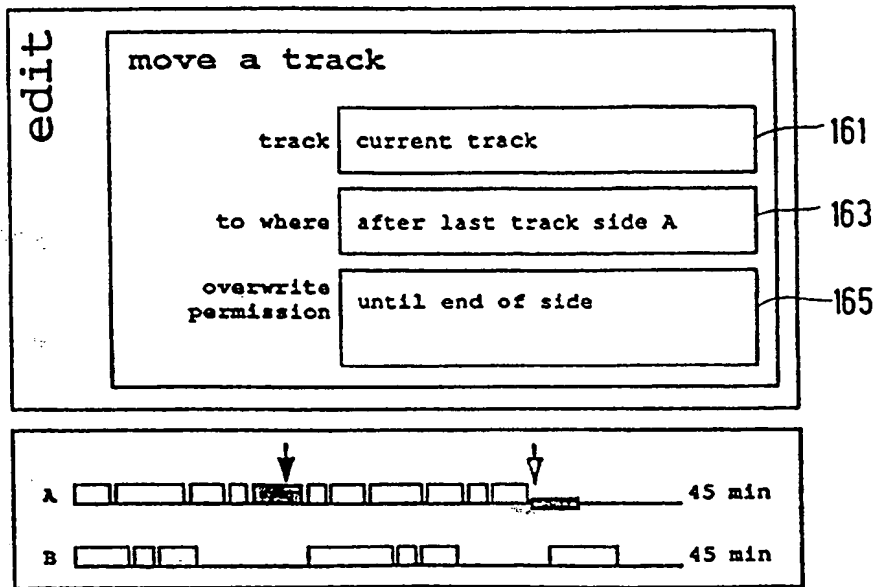 edit
move a track
track current track 161
to where after last track side A 163
overwrite
permission until end of side 165
A 45 min
B 45 min